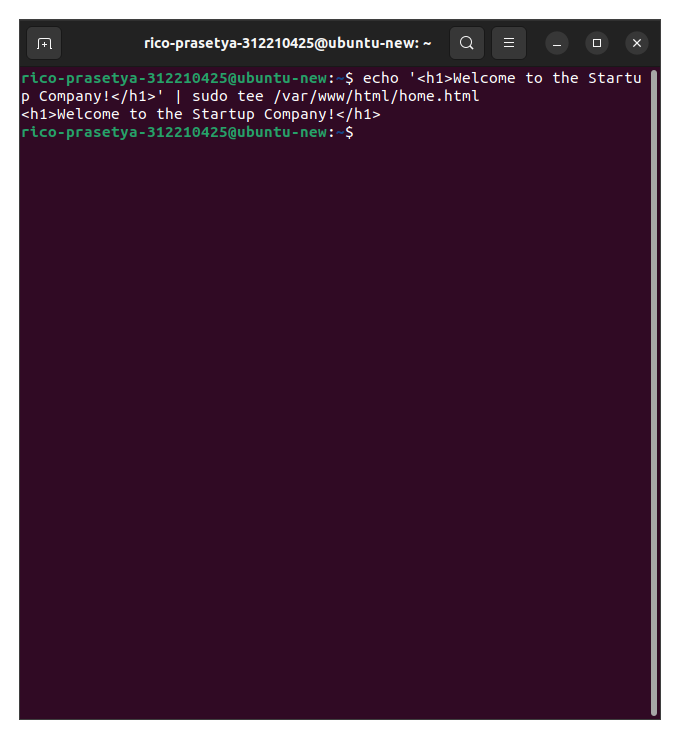 rico-prasetya-312210425@ubuntu-new: ~
rico-prasetya-312210425@ubuntu-new:~$ echo '<h1>Welcome to the Startu
p Company!</h1>' | sudo tee /var/www/html/home.html
<h1>Welcome to the Startup Company!</h1>
rico-prasetya-312210425@ubuntu-new:~$